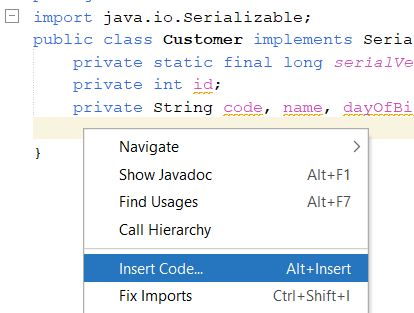 import java.io.Serializable;
public class Customer implements Seria
private static final long serialVe
private int id;
private String code, name, dayOfBi
}
Navigate
Show Javadoc Alt+F1
Find Usages Alt+F7
Call Hierarchy
Insert Code... Alt+Insert
Fix Imports Ctrl+Shift+I